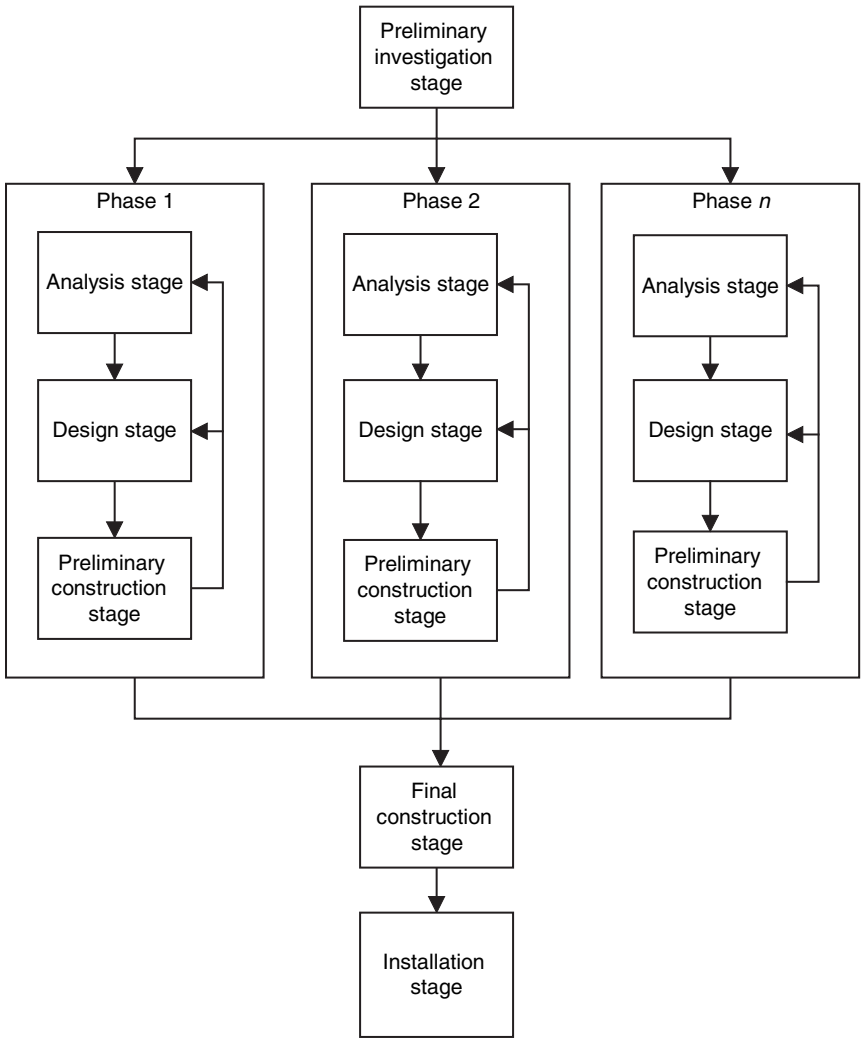 Preliminary
investigation
stage
Phase 1
Analysis stage
Design stage
Preliminary
construction
stage
Phase 2
Analysis stage
Design stage
Preliminary
construction
stage
Phase n
Analysis stage
Design stage
Preliminary
construction
stage
Final
construction
stage
Installation
stage